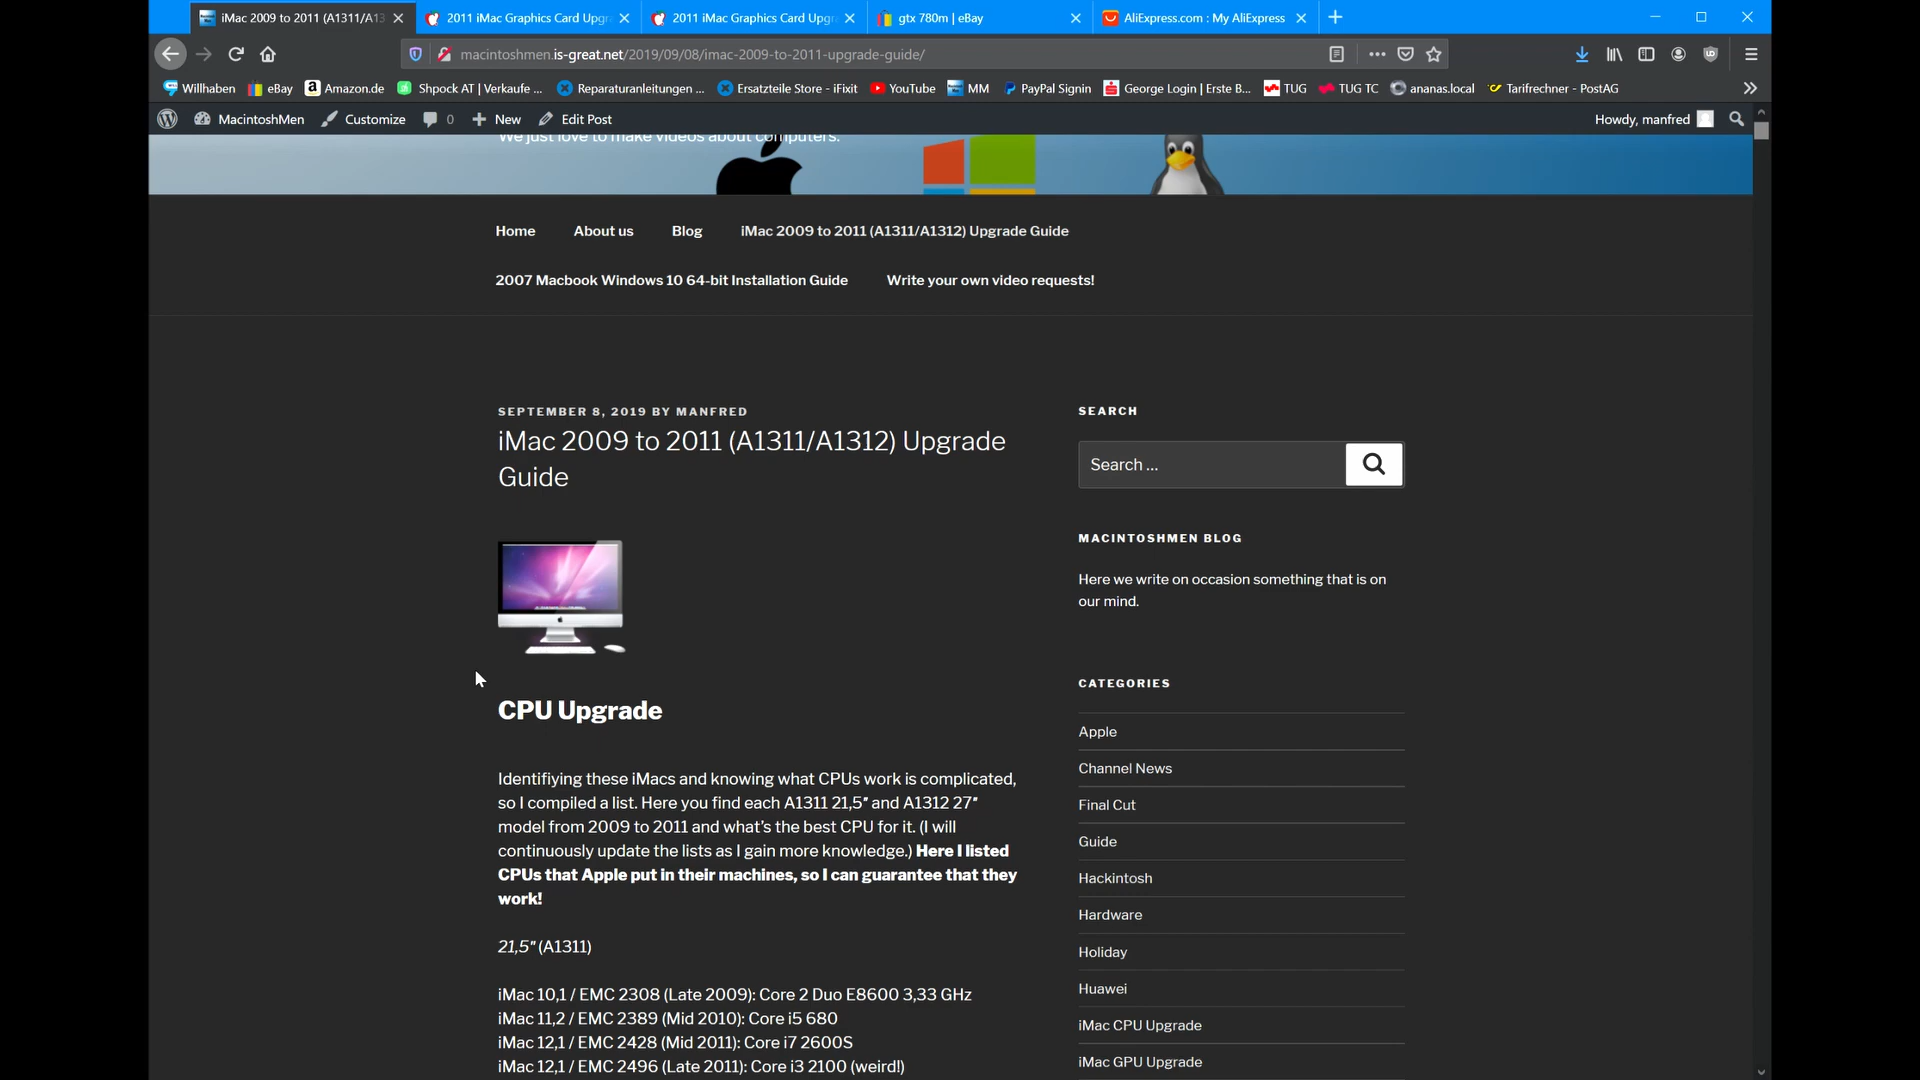 iMac 2009 to 2011 (A1311/A13
2011 iMac Graphics Card Upgr
2011 iMac Graphics Card Upgr
gtx 780m | eBay
AliExpress.com : My AliExpress
macintoshmen.is-great.net/2019/09/08/imac-2009-to-2011-upgrade-guide/
Willhaben
eBay
Amazon.de
Shpock AT | Verkaufe ...
Reparaturanleitungen ...
Ersatzteile Store - iFixit
YouTube
MM
PayPal Signin
George Login | Erste B...
TUG
TUG TC
ananas.local
Tarifrechner - PostAG
MacintoshMen
Customize
0
New
Edit Post
Howdy, manfred
We just love to make videos about computers.
Home
About us
Blog
iMac 2009 to 2011 (A1311/A1312) Upgrade Guide
2007 Macbook Windows 10 64-bit Installation Guide
Write your own video requests!
SEPTEMBER 8, 2019 BY MANFRED
iMac 2009 to 2011 (A1311/A1312) Upgrade
Guide
CPU Upgrade
Identifiying these iMacs and knowing what CPUs work is complicated,
so I compiled a list. Here you find each A1311 21,5″ and A1312 27″
model from 2009 to 2011 and what's the best CPU for it. (I will
continuously update the lists as I gain more knowledge.) Here I listed
CPUs that Apple put in their machines, so I can guarantee that they
work!
21,5″ (A1311)
iMac 10,1 / EMC 2308 (Late 2009): Core 2 Duo E8600 3,33 GHz
iMac 11,2 / EMC 2389 (Mid 2010): Core i5 680
iMac 12,1 / EMC 2428 (Mid 2011): Core i7 2600S
iMac 12,1 / EMC 2496 (Late 2011): Core i3 2100 (weird!)
SEARCH
Search ...
MACINTOSHMEN BLOG
Here we write on occasion something that is on
our mind.
CATEGORIES
Apple
Channel News
Final Cut
Guide
Hackintosh
Hardware
Holiday
Huawei
iMac CPU Upgrade
iMac GPU Upgrade